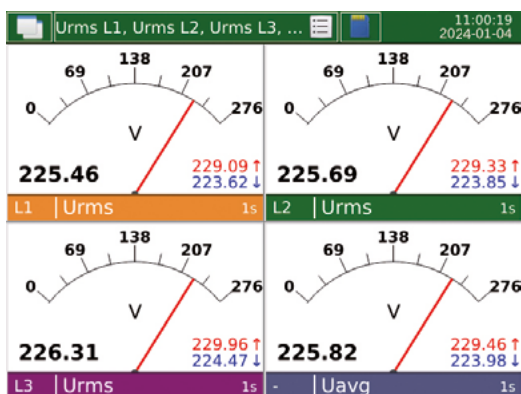 Urms L1, Urms L2, Urms L3, ...
11:00:19
2024-01-04
0 69 138 207 276
V
225.46
229.09 ↑
223.62 ↓
L1 Urms 1s
0 69 138 207 276
V
225.69
229.33 ↑
223.85 ↓
L2 Urms 1s
0 69 138 207 276
V
226.31
229.96 ↑
224.47 ↓
L3 Urms 1s
0 69 138 207 276
V
225.82
229.46 ↑
223.98 ↓
- Uavg 1s